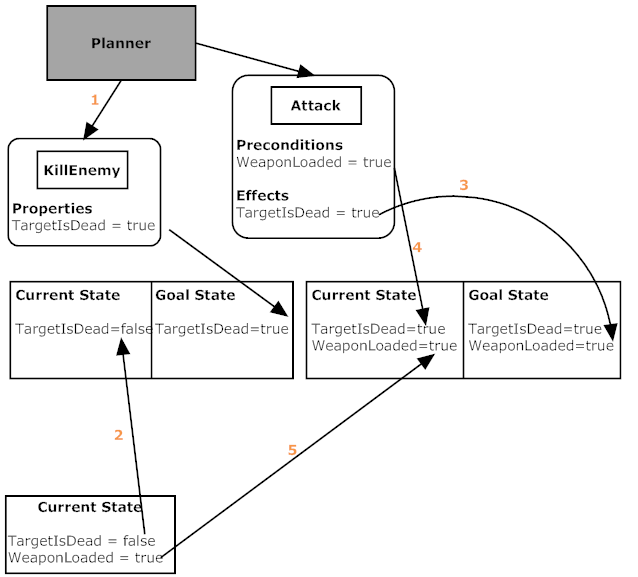 Planner
1
Attack
Preconditions
WeaponLoaded = true
Effects
TargetIsDead = true
3
KillEnemy
Properties
TargetIsDead = true
4
Current State
Goal State
TargetIsDead=false
TargetIsDead=true
Current State
Goal State
TargetIsDead=true
TargetIsDead=true
WeaponLoaded=true
WeaponLoaded=true
2
5
Current State
TargetIsDead = false
WeaponLoaded = true